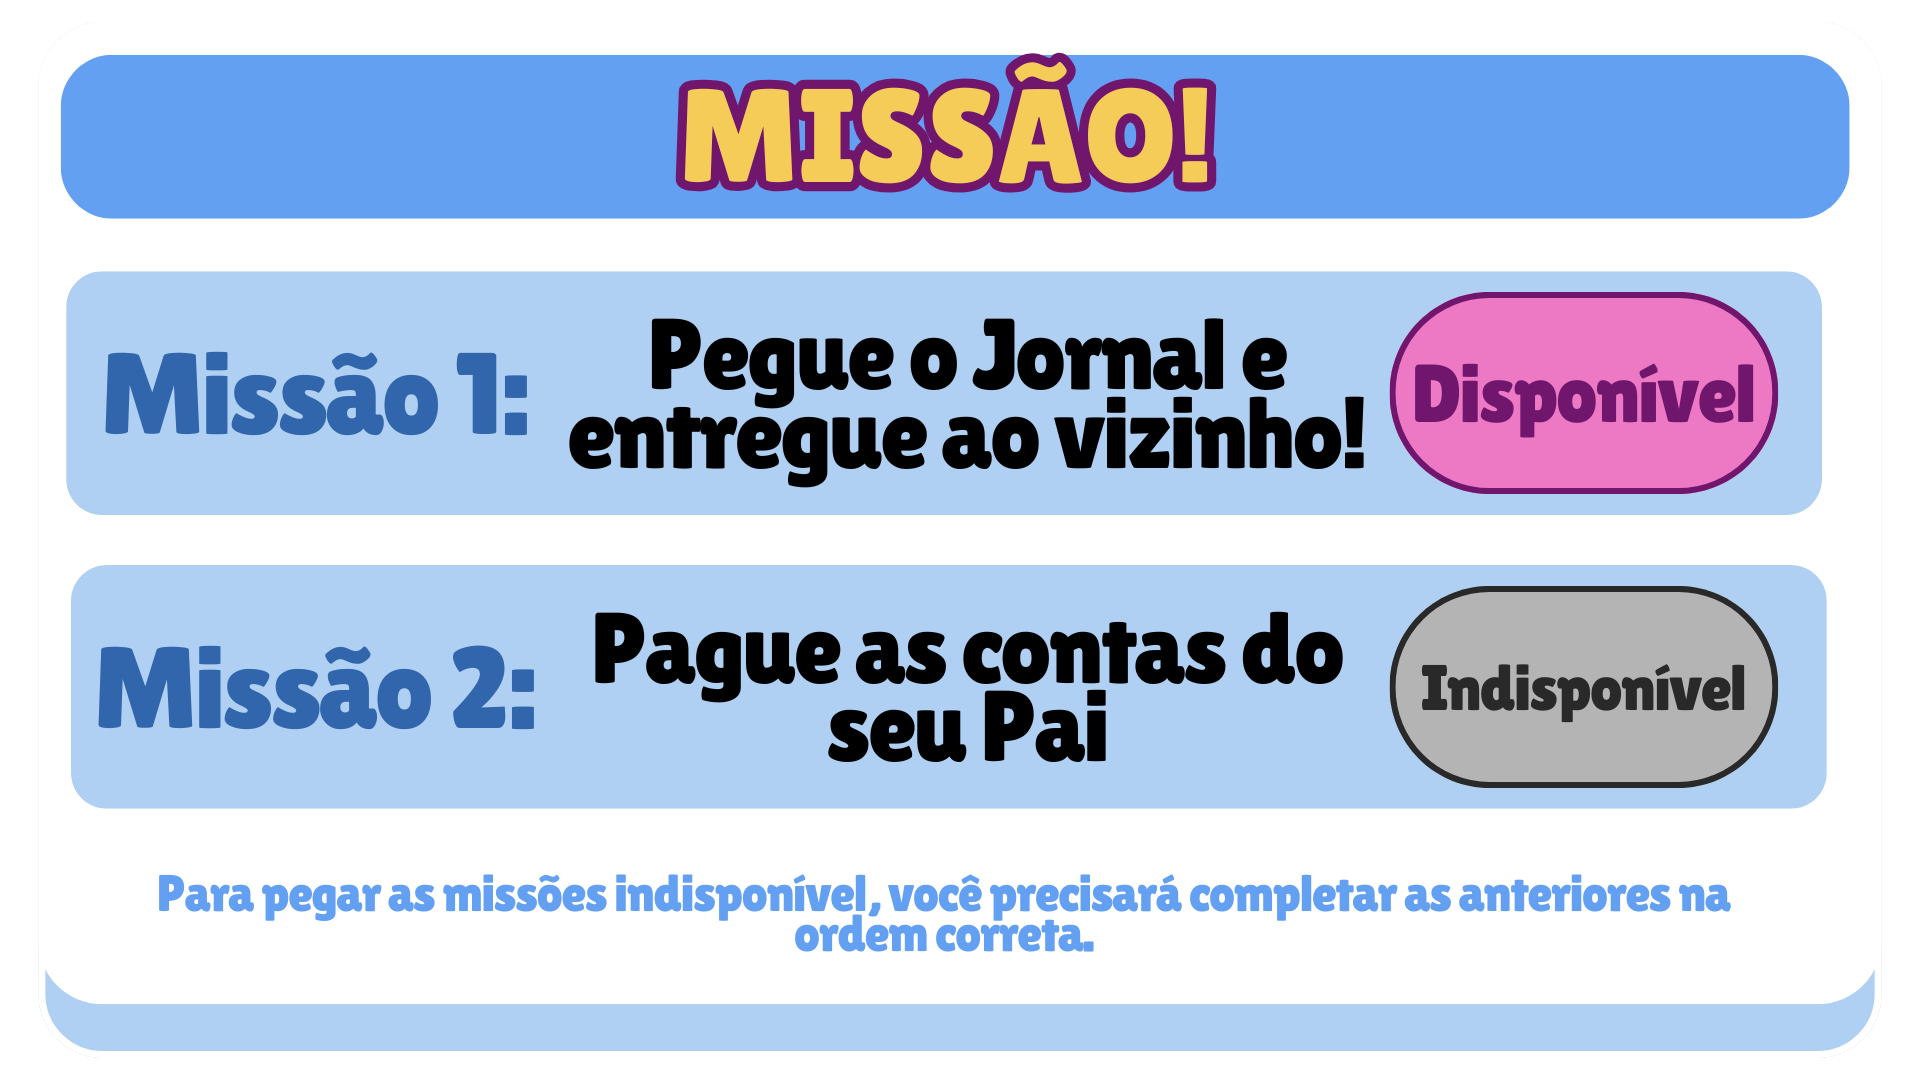 MISSÃO!
Missão 1:
Pegue o Jornal e
entregue ao vizinho!
Disponível
Missão 2:
Pague as contas do
seu Pai
Indisponível
Para pegar as missões indisponível, você precisará completar as anteriores na
ordem correta.